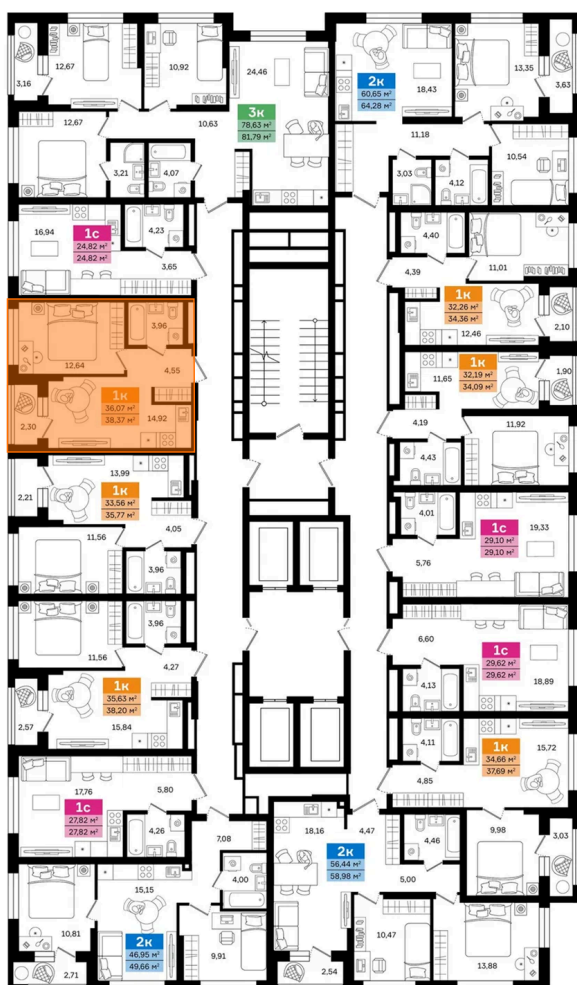 3,16
12,67
10,92
24,46
3к
78,63 м²
81,79 м²
12,67
10,63
3,21
4,07
2к
60,65 м²
64,28 м²
18,43
13,35
3,63
11,18
10,54
3,03
4,12
16,94
1с
24,82 м²
24,82 м²
4,23
3,65
4,40
4,39
11,01
1к
32,26 м²
34,36 м²
12,46
2,10
12,64
3,96
4,55
1к
36,07 м²
38,37 м²
14,92
2,30
11,65
1к
32,19 м²
34,09 м²
1,90
4,19
4,43
11,92
2,21
13,99
1к
33,56 м²
35,77 м²
4,05
11,56
3,96
4,01
19,33
1с
29,10 м²
29,10 м²
5,76
3,96
11,56
4,27
1к
35,63 м²
38,20 м²
2,57
15,84
6,60
1с
29,62 м²
29,62 м²
4,13
18,89
4,11
1к
34,66 м²
37,69 м²
15,72
4,85
17,76
5,80
1с
27,82 м²
27,82 м²
4,26
7,08
18,16
4,47
2к
56,44 м²
58,98 м²
4,46
5,00
9,98
3,03
4,00
15,15
10,81
2к
46,95 м²
49,66 м²
2,71
9,91
2,54
10,47
13,88